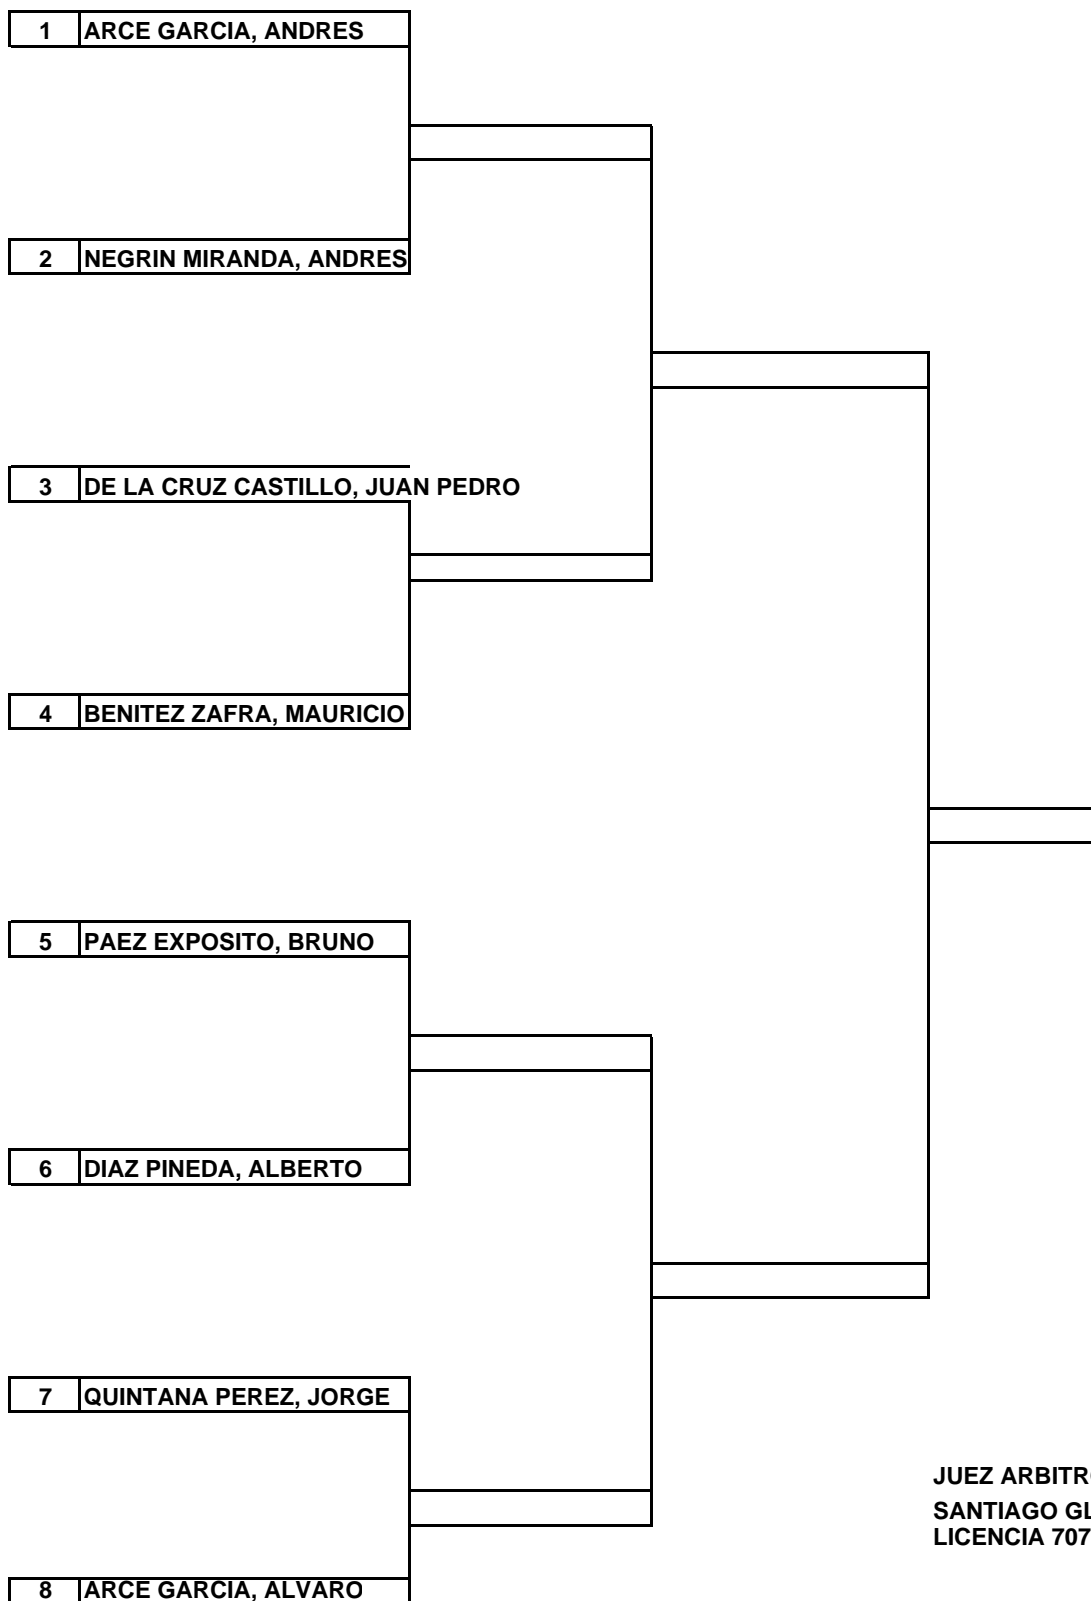 1 ARCE GARCIA, ANDRES
2 NEGRIN MIRANDA, ANDRES
3 DE LA CRUZ CASTILLO, JUAN PEDRO
4 BENITEZ ZAFRA, MAURICIO
5 PAEZ EXPOSITO, BRUNO
6 DIAZ PINEDA, ALBERTO
7 QUINTANA PEREZ, JORGE
JUEZ
SANTIAGO
LICENCIA 707
8 ARCE GARCIA, ALVARO